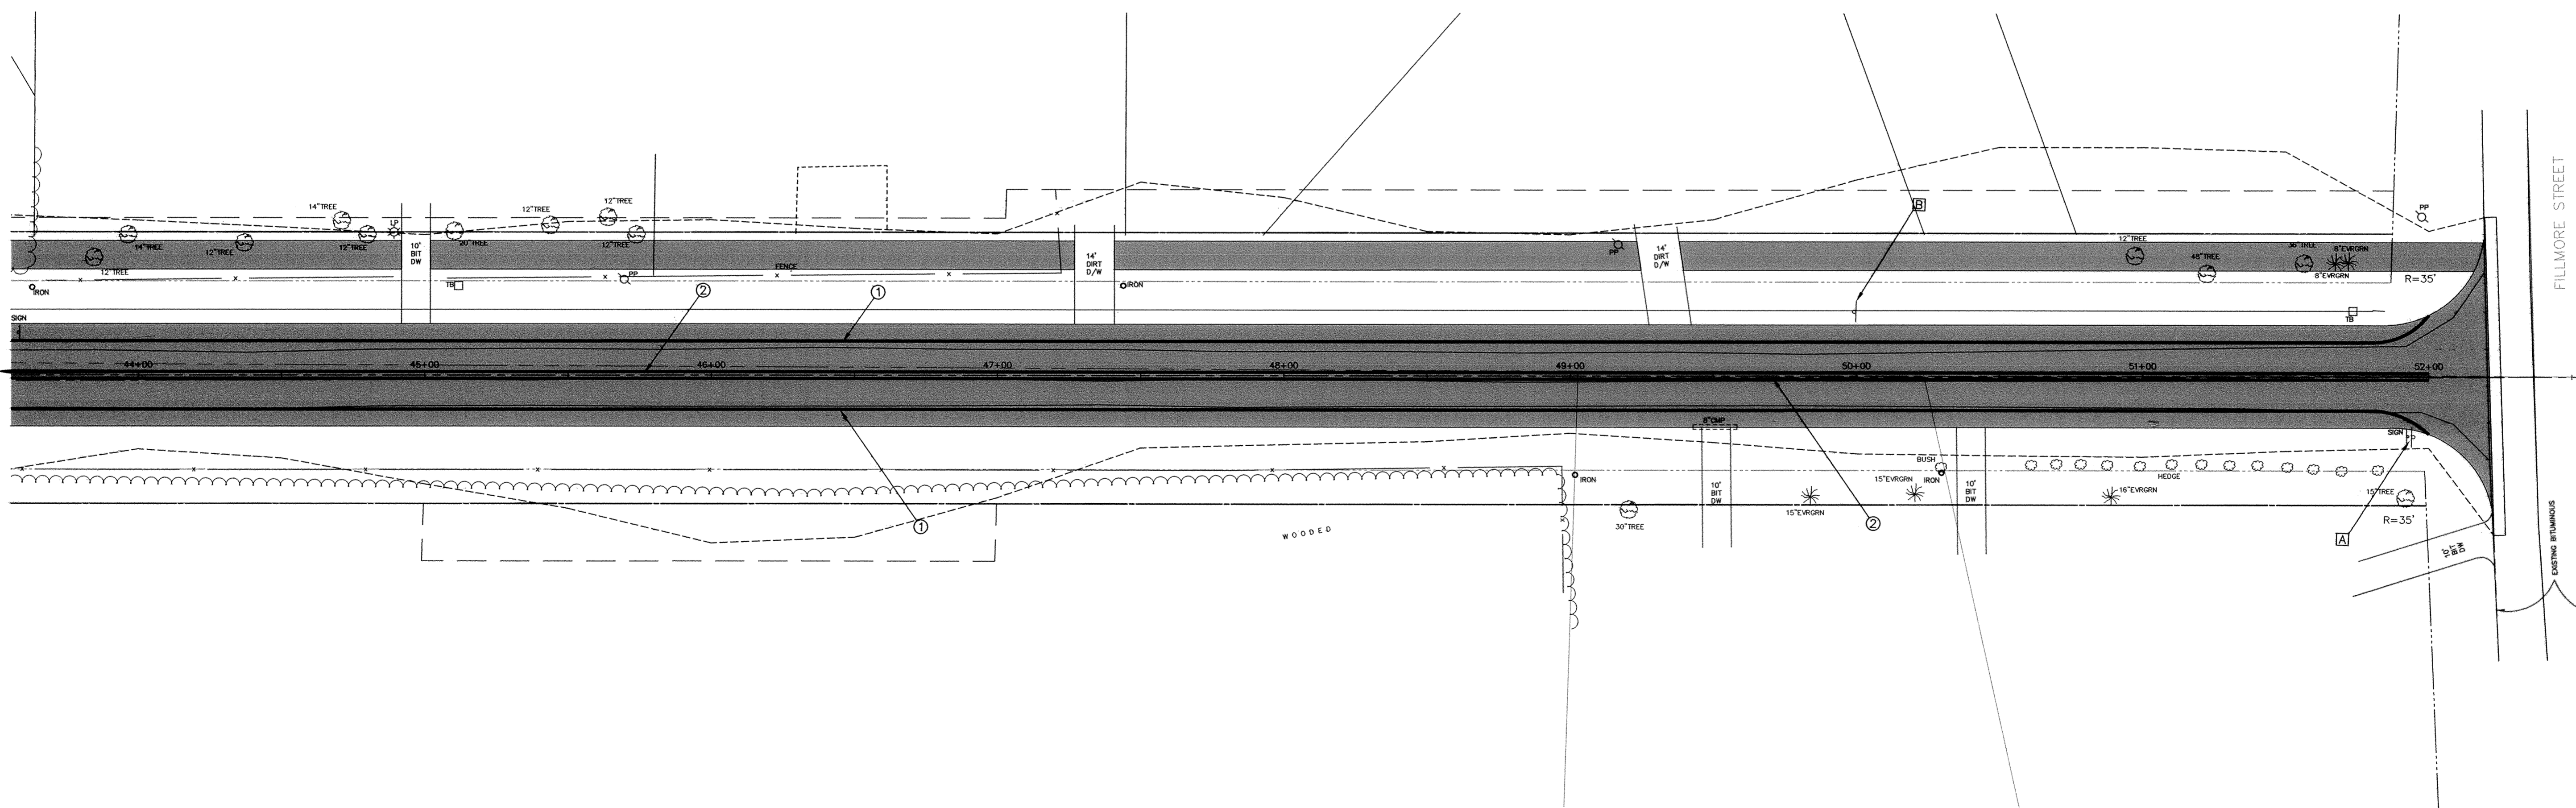 FILLMORE STREET
14"TREE
12"TREE
12"TREE
LP
14"TREE
12"TREE
12"TREE
20"TREE
12"TREE
12"TREE
10'
BIT
DW
FENCE
PP
TB
IRON
SIGN
2
1
14'
DIRT
D/W
IRON
PP
14'
DIRT
D/W
B
12"TREE
48"TREE
36"TREE
8"EVRGRN
8"EVRGRN
PP
R=35'
TB
44+00
45+00
46+00
47+00
48+00
49+00
50+00
51+00
52+00
8"CMP
SIGN
BUSH
IRON
15"EVRGRN
IRON
HEDGE
10'
BIT
DW
10'
BIT
DW
16"EVRGRN
15"EVRGRN
15"TREE
30"TREE
R=35'
1
2
A
WOODED
10'
BIT
DW
EXISTING BITUMINOUS